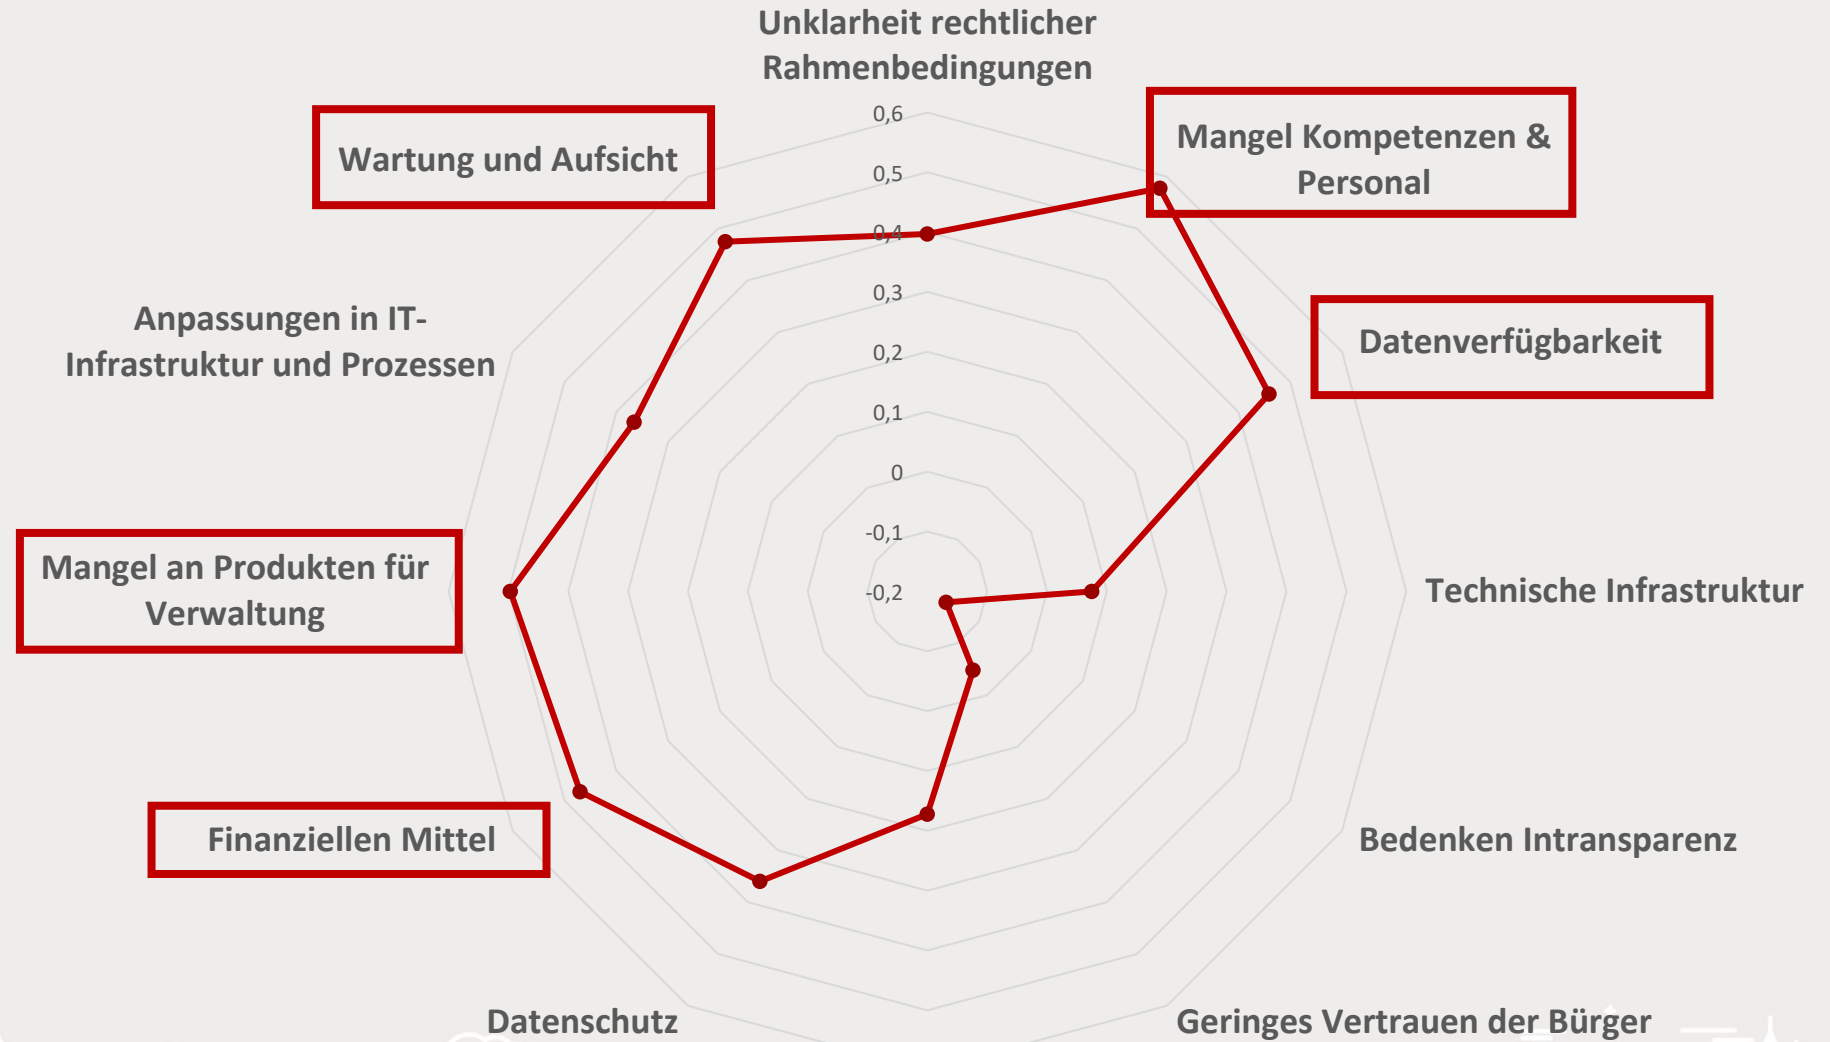 Unklarheit rechtlicher
Rahmenbedingungen
Mangel Kompetenzen &
Personal
Datenverfügbarkeit
Technische Infrastruktur
Bedenken Intransparenz
Geringes Vertrauen der Bürger
Datenschutz
Finanziellen Mittel
Mangel an Produkten für
Verwaltung
Anpassungen in IT-
Infrastruktur und Prozessen
Wartung und Aufsicht
0,6
0,5
0,4
0,3
0,2
0,1
0
-0,1
-0,2